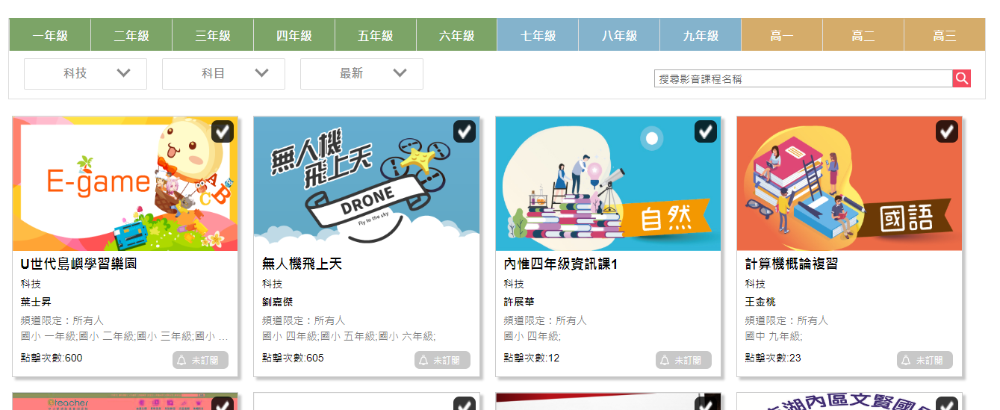 一年級 二年級 三年級 四年級 五年級 六年級 七年級 八年級 九年級 高一 高二 高三
科技 科目 最新
搜尋影音課程名稱
E-game
A
B
C
無人機
飛上天
DRONE
Fly to the sky
自然
國語
U世代島嶼學習樂園
科技
葉士昇
頻道限定：所有人
國小 一年級;國小 二年級;國小 三年級;國小 ...
點擊次數:600
未訂閱
無人機飛上天
科技
劉嘉傑
頻道限定：所有人
國小 四年級;國小 五年級;國小 六年級;
點擊次數:605
未訂閱
內惟四年級資訊課1
科技
許展華
頻道限定：所有人
國小 四年級;
點擊次數:12
未訂閱
計算機概論複習
科技
王金桃
頻道限定：所有人
國中 九年級;
點擊次數:23
未訂閱
teacher
湖內區文賢國